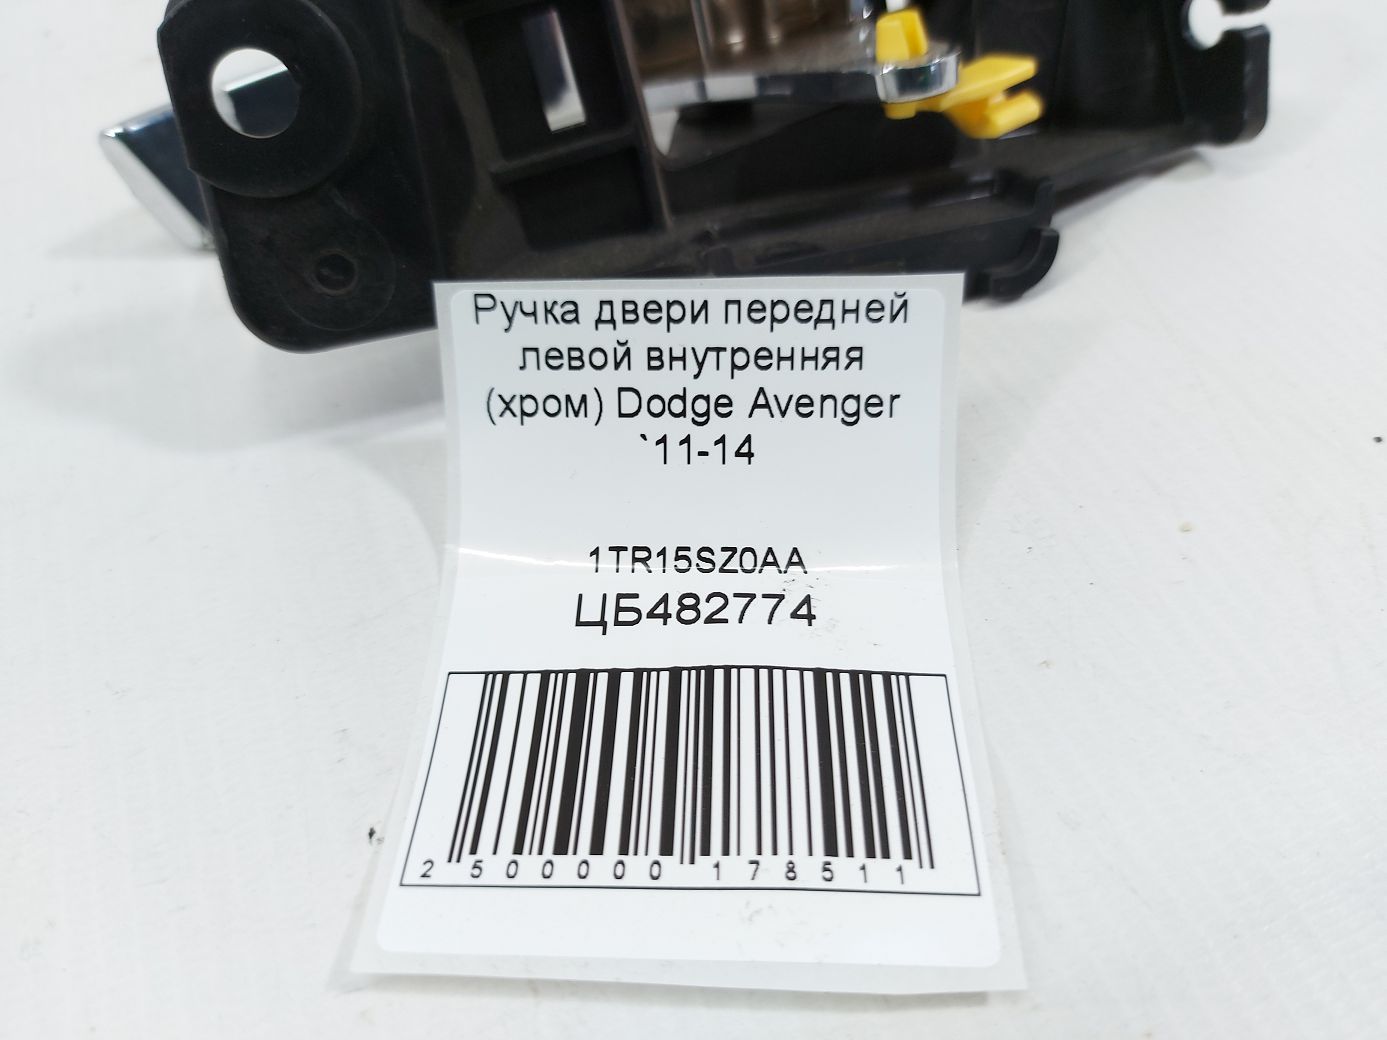 Ручка двери передней
левой внутренняя
(хром) Dodge Avenger
`11-14
1TR15SZ0AA
ЦБ482774
2 500000 178511